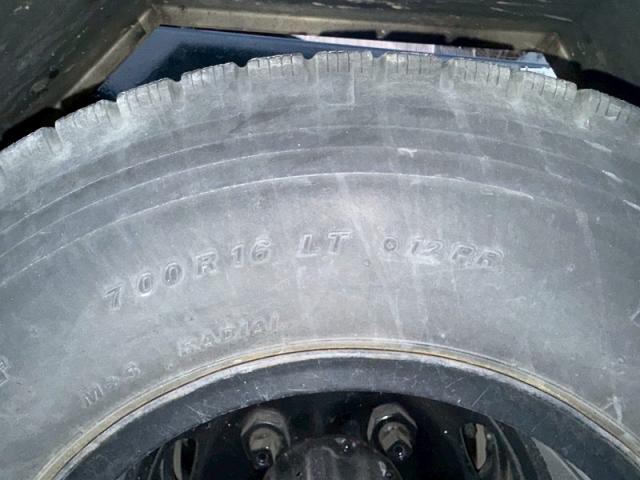 700R16 LT 12PR
M&S RADIAL